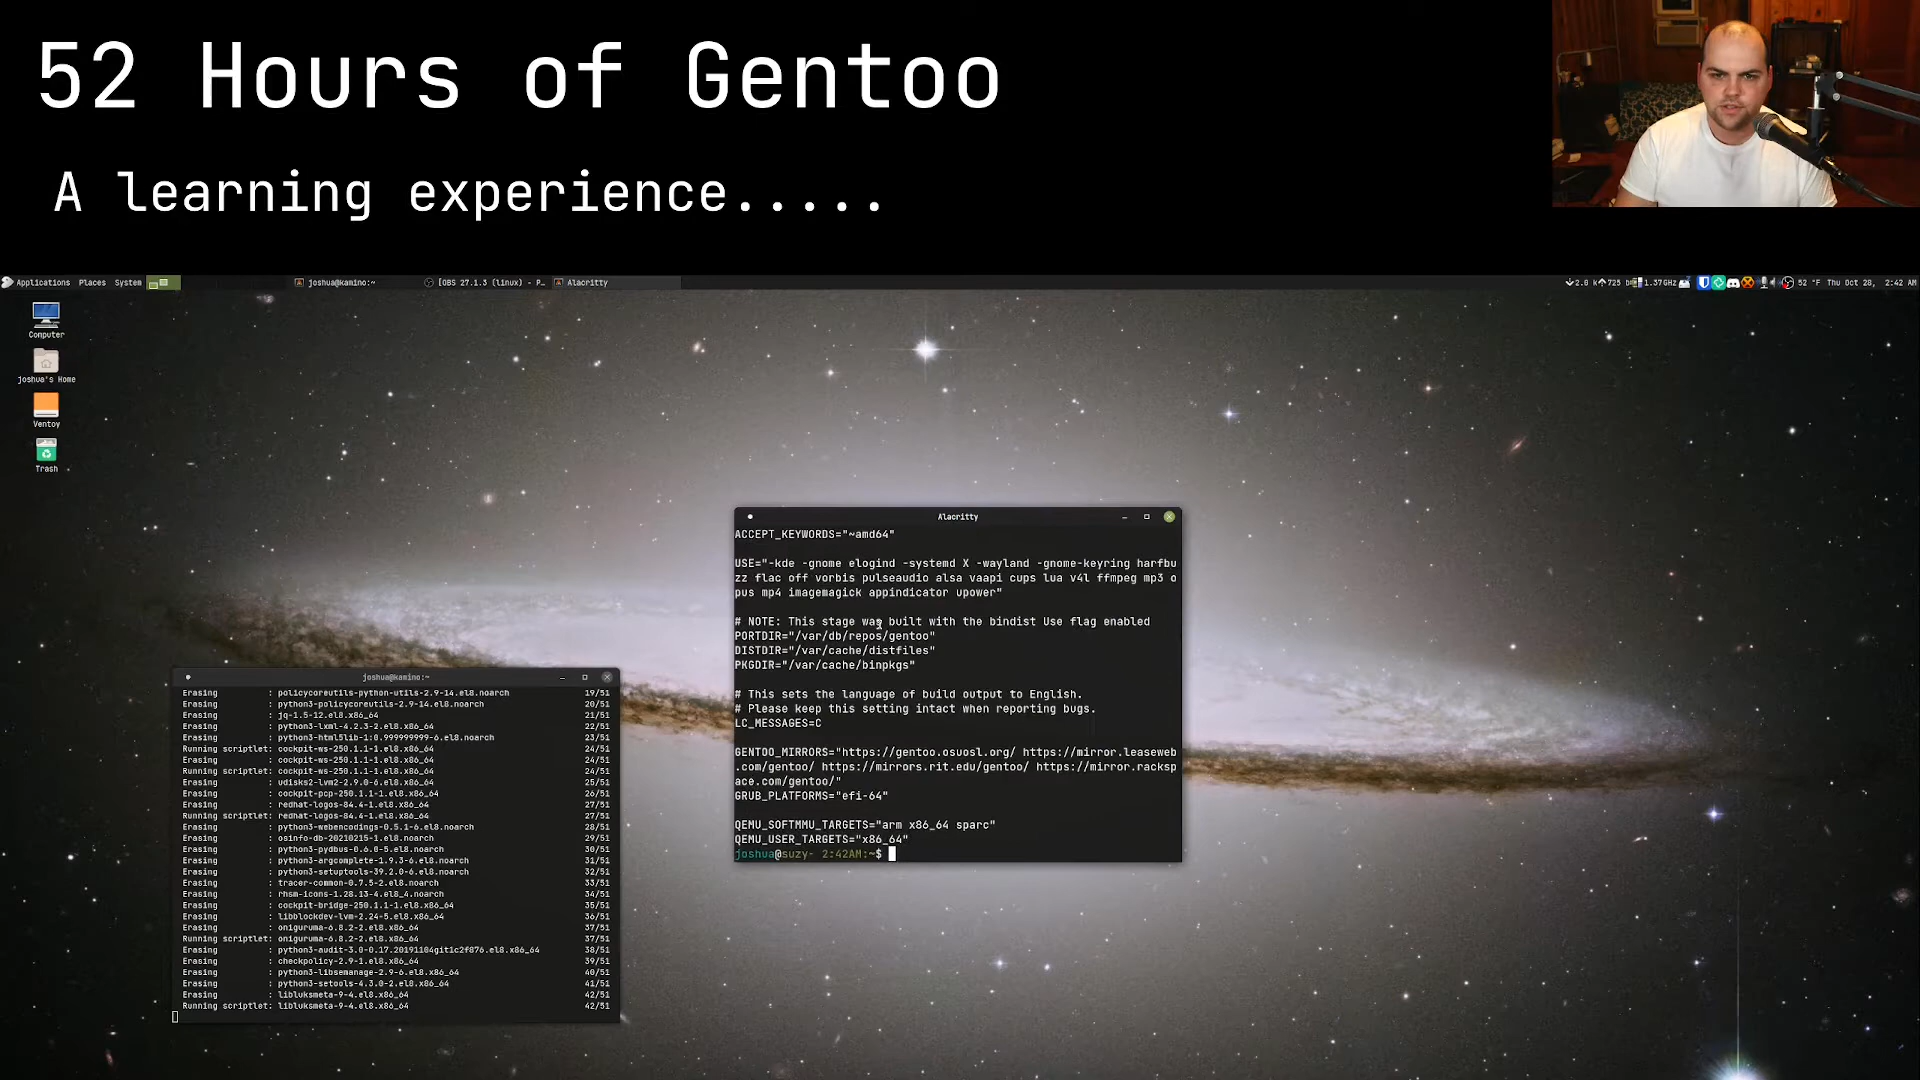 52 Hours of Gentoo
A learning experience.....
Applications Places System
joshua@kamino:~
[OBS 27.1.3 (linux) - P...
Alacritty
1.37GHz
52 °F Thu Oct 28, 2:42 AM
Computer
joshua's Home
Ventoy
Trash
Alacritty
ACCEPT_KEYWORDS="~amd64"
USE="-kde -gnome elogind -systemd X -wayland -gnome-keyring harfbu
zz flac off vorbis pulseaudio alsa vaapi cups lua v4l ffmpeg mp3 o
pus mp4 imagemagick appindicator upower"
# NOTE: This stage was built with the bindist Use flag enabled
PORTDIR="/var/db/repos/gentoo"
DISTDIR="/var/cache/distfiles"
PKGDIR="/var/cache/binpkgs"
# This sets the language of build output to English.
# Please keep this setting intact when reporting bugs.
LC_MESSAGES=C
GENTOO_MIRRORS="https://gentoo.osuosl.org/ https://mirror.leaseweb
.com/gentoo/ https://mirrors.rit.edu/gentoo/ https://mirror.racksp
ace.com/gentoo/"
GRUB_PLATFORMS="efi-64"
QEMU_SOFTMMU_TARGETS="arm x86_64 sparc"
QEMU_USER_TARGETS="x86_64"
joshua@suzy- 2:42AM:~$
joshua@kamino:~
Erasing : policycoreutils-python-utils-2.9-14.el8.noarch 19/51
Erasing : python3-policycoreutils-2.9-14.el8.noarch 20/51
Erasing : jq-1.5-12.el8.x86_64 21/51
Erasing : python3-lxml-4.2.3-2.el8.x86_64 22/51
Erasing : python3-html5lib-1:0.999999999-6.el8.noarch 23/51
Running scriptlet: cockpit-ws-250.1.1-1.el8.x86_64 24/51
Erasing : cockpit-ws-250.1.1-1.el8.x86_64 24/51
Running scriptlet: cockpit-ws-250.1.1-1.el8.x86_64 24/51
Erasing : udisks2-lvm2-2.9.0-6.el8.x86_64 25/51
Erasing : cockpit-pcp-250.1.1-1.el8.x86_64 26/51
Erasing : redhat-logos-84.4-1.el8.x86_64 27/51
Running scriptlet: redhat-logos-84.4-1.el8.x86_64 27/51
Erasing : python3-webencodings-0.5.1-6.el8.noarch 28/51
Erasing : osinfo-db-20210215-1.el8.noarch 29/51
Erasing : python3-pydbus-0.6.0-5.el8.noarch 30/51
Erasing : python3-argcomplete-1.9.3-6.el8.noarch 31/51
Erasing : python3-setuptools-39.2.0-6.el8.noarch 32/51
Erasing : tracer-common-0.7.5-2.el8.noarch 33/51
Erasing : rhsm-icons-1.28.13-4.el8_4.noarch 34/51
Erasing : cockpit-bridge-250.1.1-1.el8.x86_64 35/51
Erasing : libblockdev-lvm-2.24-5.el8.x86_64 36/51
Erasing : oniguruma-6.8.2-2.el8.x86_64 37/51
Running scriptlet: oniguruma-6.8.2-2.el8.x86_64 37/51
Erasing : python3-audit-3.0-0.17.20191104git1c2f876.el8.x86_64 38/51
Erasing : checkpolicy-2.9-1.el8.x86_64 39/51
Erasing : python3-libsemanage-2.9-6.el8.x86_64 40/51
Erasing : python3-setools-4.3.0-2.el8.x86_64 41/51
Erasing : libluksmeta-9-4.el8.x86_64 42/51
Running scriptlet: libluksmeta-9-4.el8.x86_64 42/51